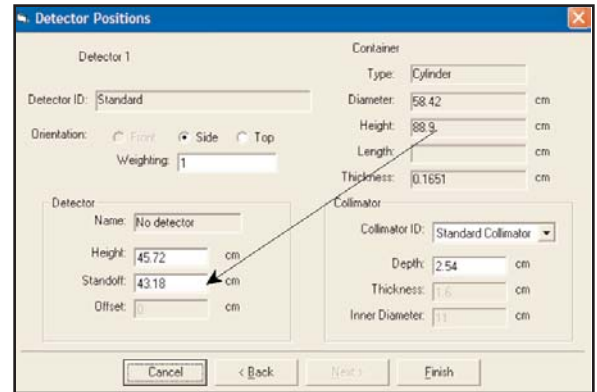 Detector Positions
Detector 1
Detector ID: Standard
Orientation: Front Side Top
Weighting: 1
Container
Type: Cylinder
Diameter: 58.42 cm
Height: 88.9 cm
Length: cm
Thickness: 0.1651 cm
Detector
Name: No detector
Height: 45.72 cm
Standoff: 43.18 cm
Offset: 0 cm
Collimator
Collimator ID: Standard Collimator
Depth: 2.54 cm
Thickness: 1.6 cm
Inner Diameter: 11 cm
Cancel < Back Next > Finish